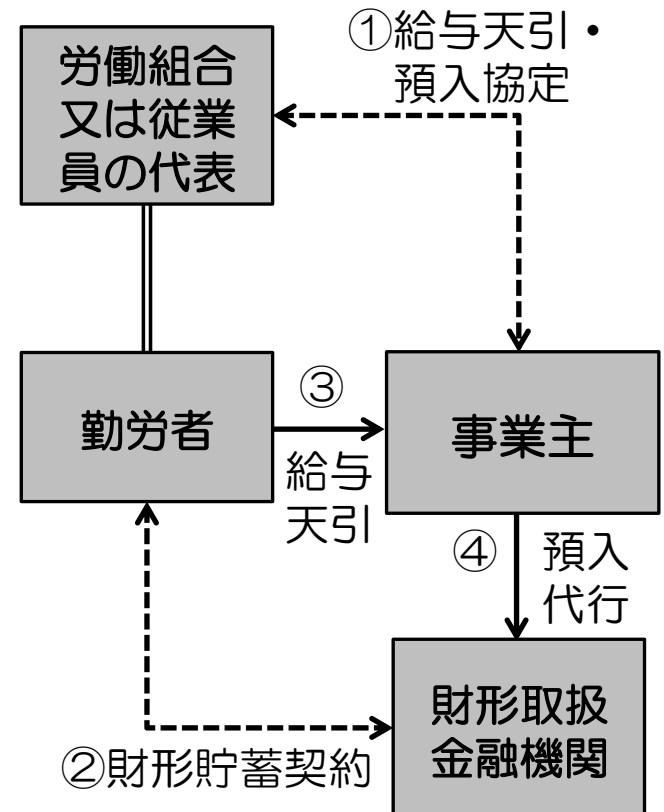 ①給与天引・
預入協定
労働組合
又は従業
員の代表
勤労者
③
給与
天引
事業主
④
預入
代行
②財形貯蓄契約
財形取扱
金融機関